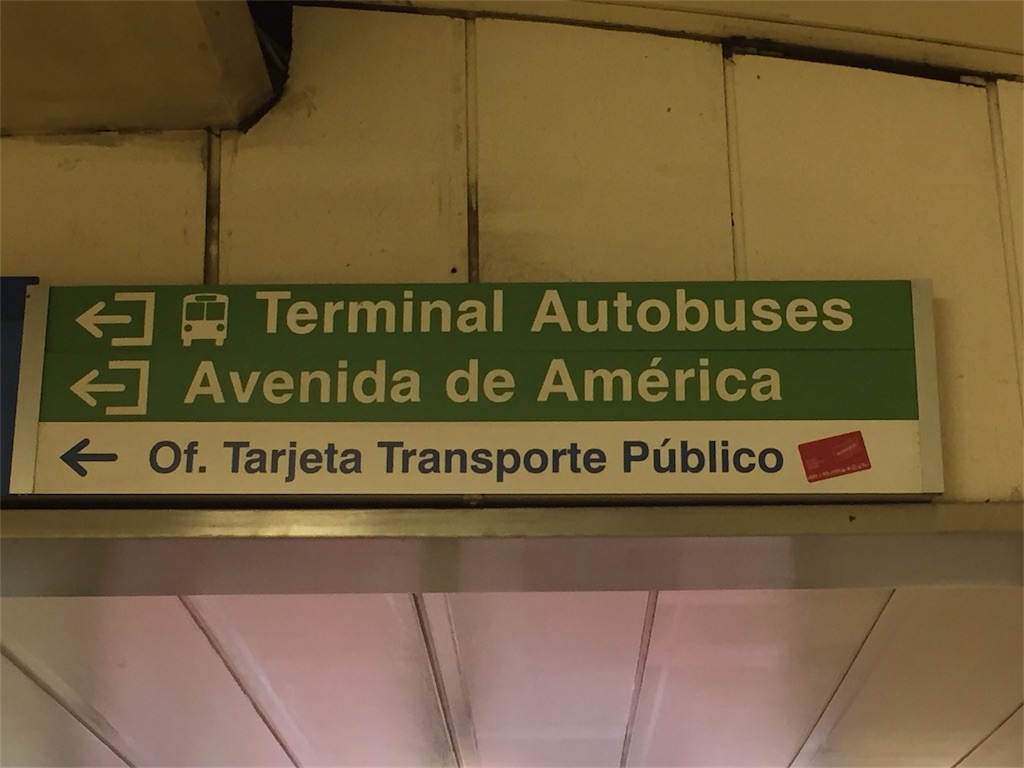 Terminal Autobuses
Avenida de América
Of. Tarjeta Transporte Público